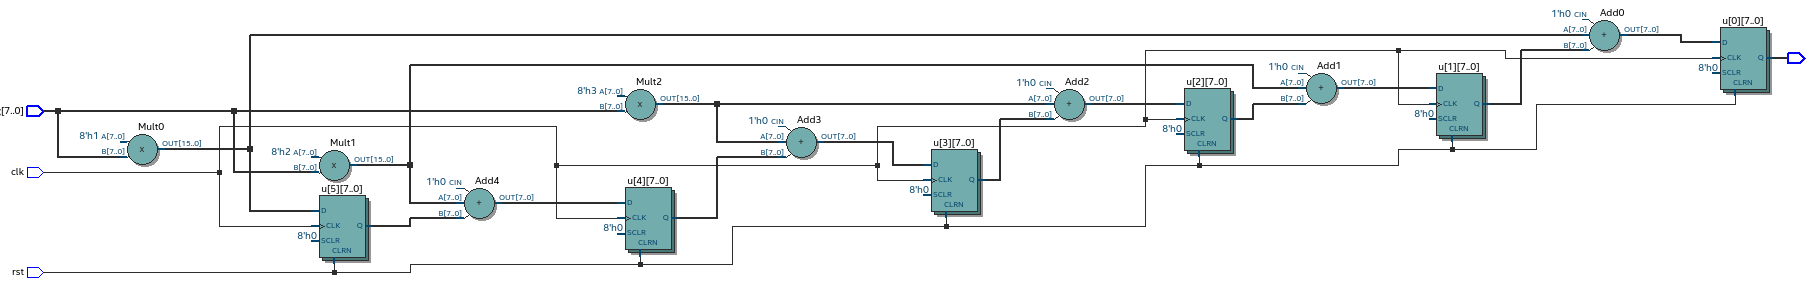 [7..0]
clk
rst
8'h1 A[7..0]
B[7..0]
Mult0
x
OUT[15..0]
8'h2 A[7..0]
B[7..0]
Mult1
x
OUT[15..0]
u[5][7..0]
D
CLK
8'h0 SCLR
CLRN
Q
1'h0 CIN
A[7..0]
B[7..0]
Add4
+
OUT[7..0]
8'h3 A[7..0]
B[7..0]
Mult2
x
OUT[15..0]
u[4][7..0]
D
CLK
8'h0 SCLR
CLRN
Q
1'h0 CIN
A[7..0]
B[7..0]
Add3
+
OUT[7..0]
u[3][7..0]
D
CLK
8'h0 SCLR
CLRN
Q
1'h0 CIN
A[7..0]
B[7..0]
Add2
+
OUT[7..0]
u[2][7..0]
D
CLK
8'h0 SCLR
CLRN
Q
1'h0 CIN
A[7..0]
B[7..0]
Add1
+
OUT[7..0]
u[1][7..0]
D
CLK
8'h0 SCLR
CLRN
Q
1'h0 CIN
A[7..0]
B[7..0]
Add0
+
OUT[7..0]
u[0][7..0]
D
CLK
8'h0 SCLR
CLRN
Q